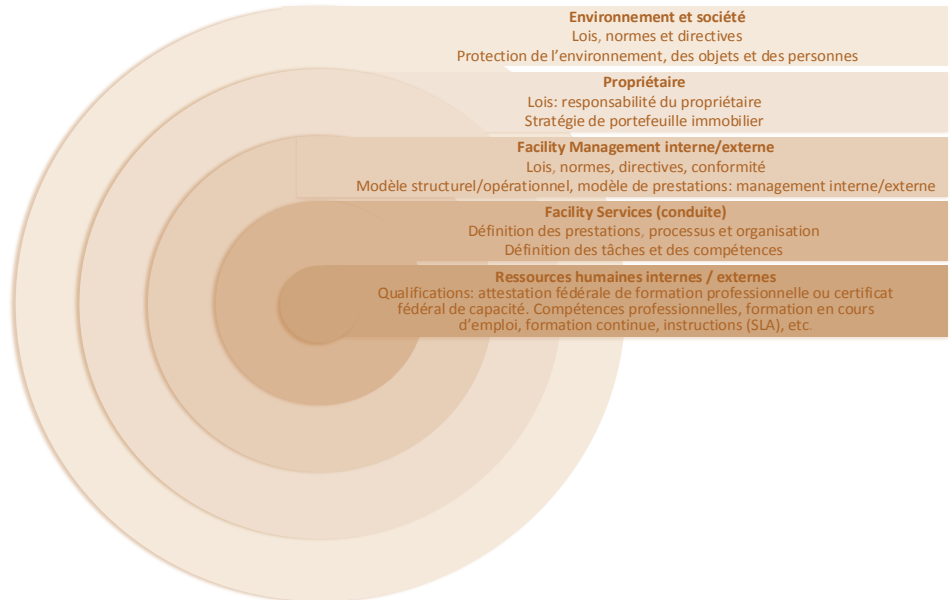 Environnement et société
Lois, normes et directives
Protection de l’environnement, des objets et des personnes
Propriétaire
Lois: responsabilité du propriétaire
Stratégie de portefeuille immobilier
Facility Management interne/externe
Lois, normes, directives, conformité
Modèle structurel/opérationnel, modèle de prestations: management interne/externe
Facility Services (conduite)
Définition des prestations, processus et organisation
Définition des tâches et des compétences
Ressources humaines internes / externes
Qualifications: attestation fédérale de formation professionnelle ou certificat
fédéral de capacité. Compétences professionnelles, formation en cours
d’emploi, formation continue, instructions (SLA), etc.